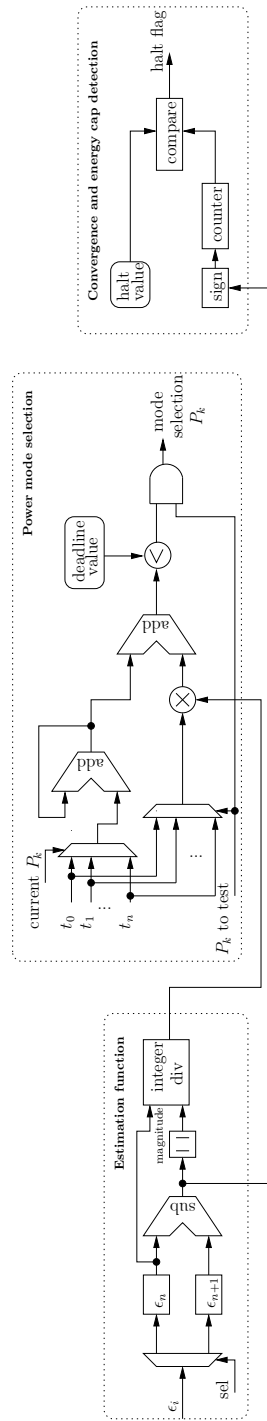 Estimation function
ϵ_i
sel
ϵ_n
ϵ_{n+1}
sub
magnitude
| |
integer
div
Power mode selection
current P_k
t_0
t_1
...
t_n
P_k to test
...
add
×
add
deadline
value
<
mode
selection
P_k
Convergence and energy cap detection
halt
value
sign
counter
compare
halt flag